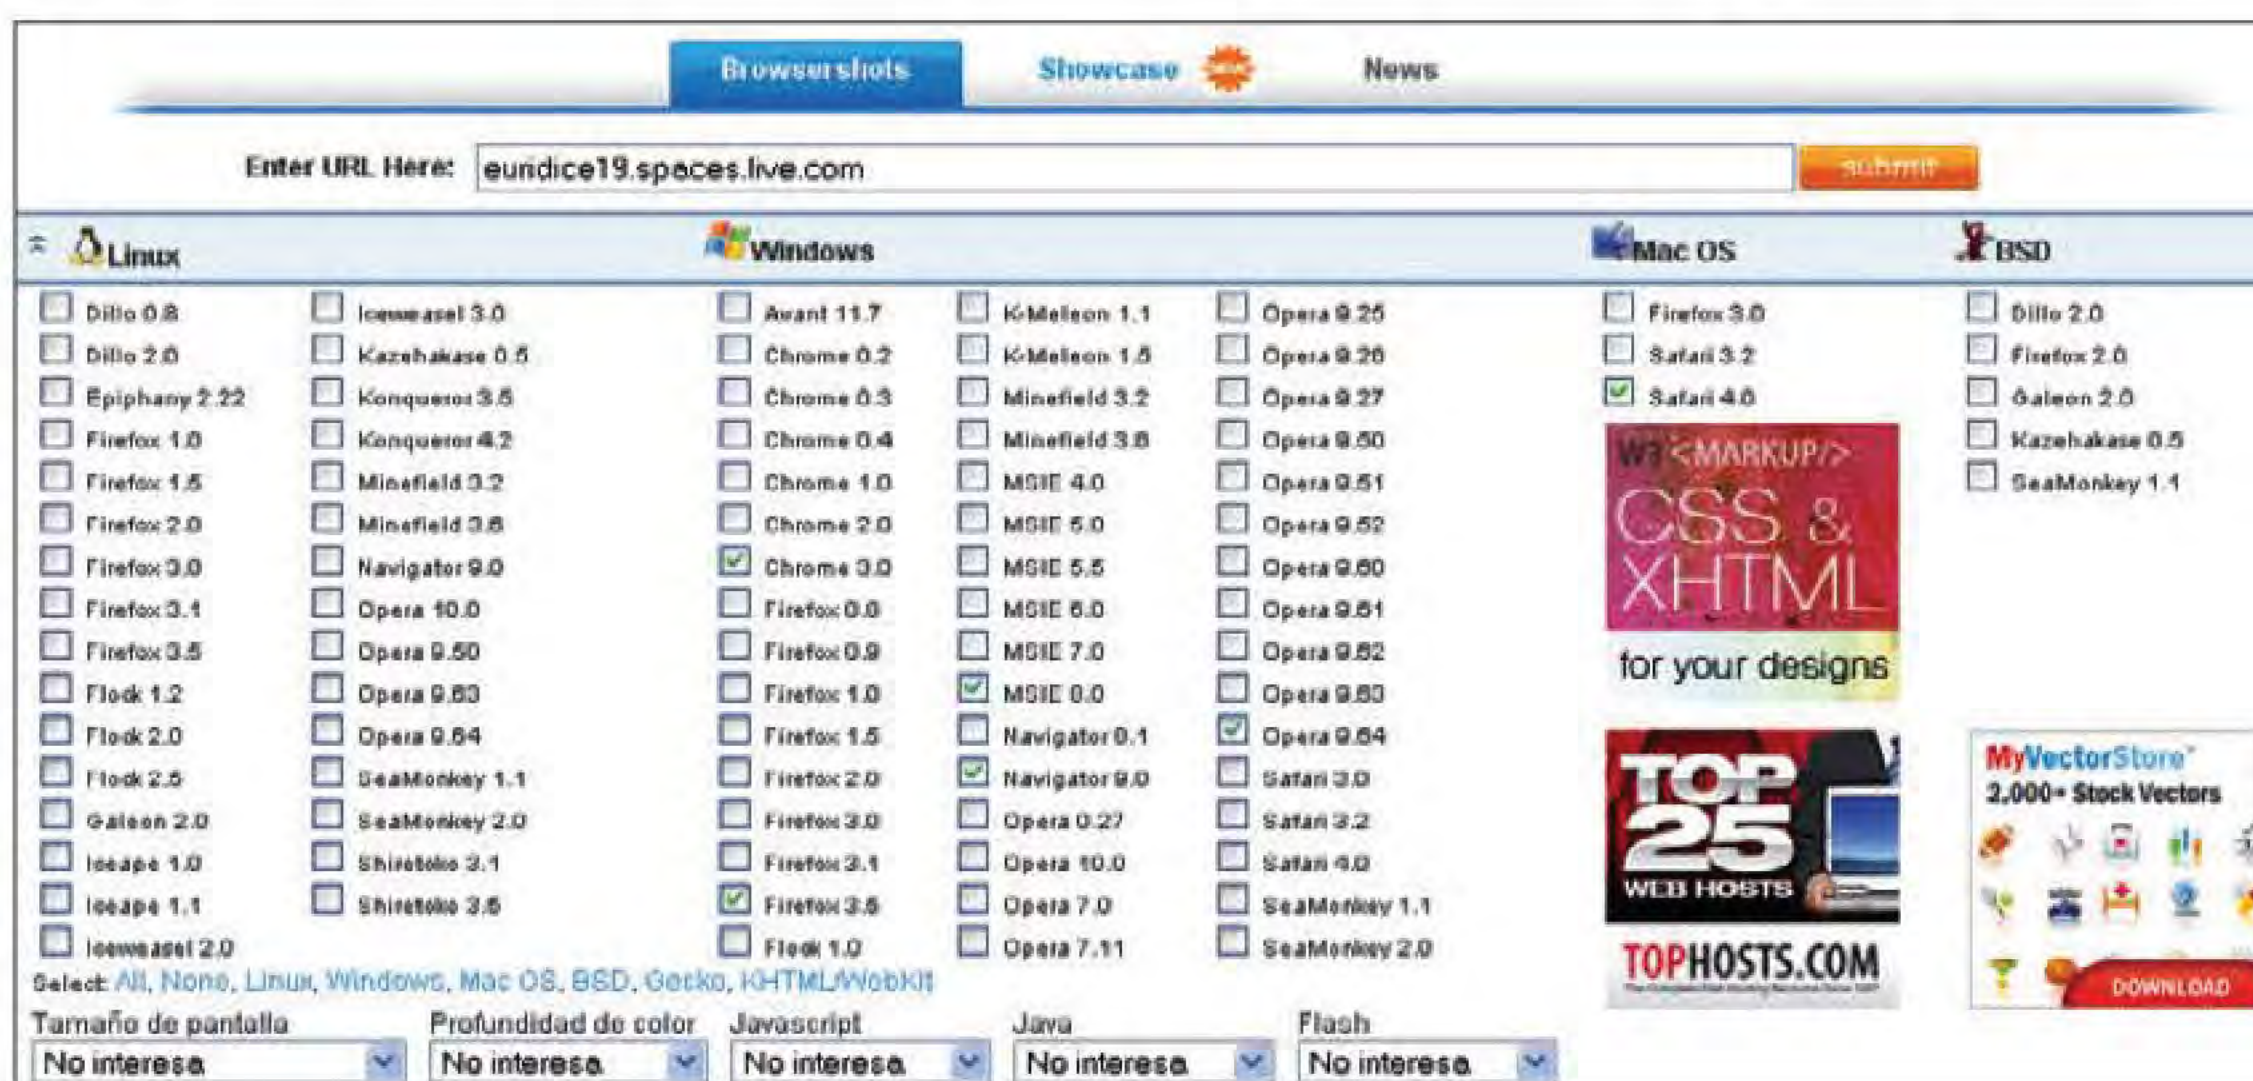 Browsershots Showcase News
Enter URL Here: euridice19.spaces.live.com submit
Linux Windows Mac OS BSD
Dillo 0.8 Iceweasel 3.0 Avant 11.7 K-Meleon 1.1 Opera 9.25 Firefox 3.0 Dillo 2.0
Dillo 2.0 Kazehakase 0.5 Chrome 0.2 K-Meleon 1.5 Opera 9.26 Safari 3.2 Firefox 2.0
Epiphany 2.22 Konqueror 3.5 Chrome 0.3 Minefield 3.2 Opera 9.27 Safari 4.0 Galeon 2.0
Firefox 1.0 Konqueror 4.2 Chrome 0.4 Minefield 3.6 Opera 9.50 Kazehakase 0.5
Firefox 1.5 Minefield 3.2 Chrome 1.0 MSIE 4.0 Opera 9.51 SeaMonkey 1.1
Firefox 2.0 Minefield 3.6 Chrome 2.0 MSIE 5.0 Opera 9.52
Firefox 3.0 Navigator 9.0 Chrome 3.0 MSIE 5.5 Opera 9.60
Firefox 3.1 Opera 10.0 Firefox MSIE 6.0 Opera 9.61
Firefox 3.5 Opera 9.50 Firefox 0.9 MSIE 7.0 Opera 9.62
Flock 1.2 Opera 9.63 Firefox 1.0 MSIE 8.0 Opera 9.63
Flock 2.0 Opera 9.64 Firefox 1.5 Navigator Opera 9.64
Flock 2.5 SeaMonkey 1.1 Firefox 2.0 Navigator 9.0 Safari 3.0
Galeon 2.0 SeaMonkey 2.0 Firefox 3.0 Opera Safari 3.2
Iceape 1.0 Shiretoko 3.1 Firefox 3.1 Opera 10.0 Safari 4.0
Iceape 1.1 Shiretoko 3.5 Firefox 3.5 Opera 7.0 SeaMonkey 1.1
Iceweasel 2.0 Flock 1.0 Opera 7.11 SeaMonkey 2.0
W3 <MARKUP/>
CSS &
XHTML
for your designs
TOP
25
WEB HOSTS
TOPHOSTS.COM
MyVectorStore
2,000+ Stock Vectors
DOWNLOAD
Select: All, None, Linux, Windows, Mac OS, BSD, Gecko, KHTML/WebKit
Tamaño de pantalla Profundidad de color Javascript Java Flash
No interesa No interesa No interesa No interesa No interesa